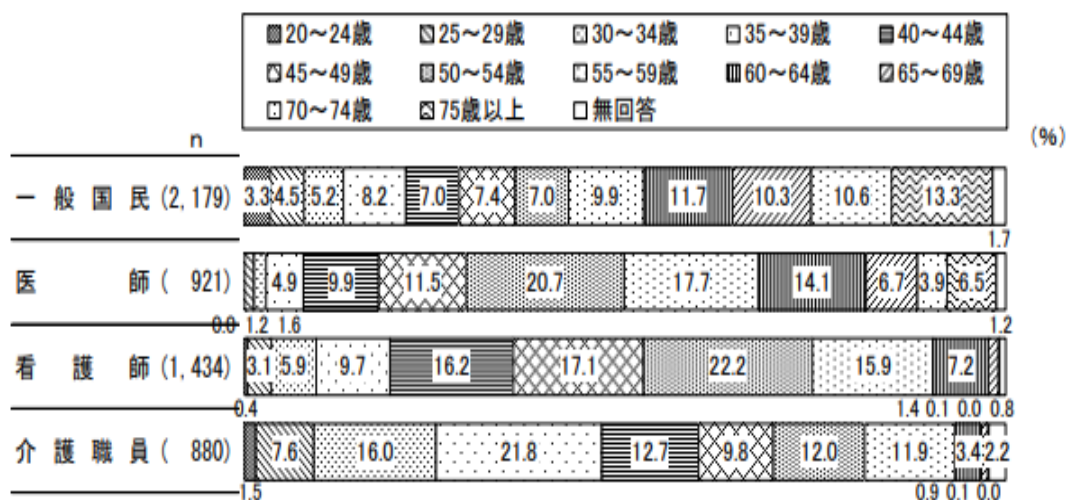 20～24歳 25～29歳 30～34歳 35～39歳 40～44歳
45～49歳 50～54歳 55～59歳 60～64歳 65～69歳
70～74歳 75歳以上 無回答
n
(%)
一般国民(2,179) 3.3 4.5 5.2 8.2 7.0 7.4 7.0 9.9 11.7 10.3 10.6 13.3
1.7
医師( 921) 4.9 9.9 11.5 20.7 17.7 14.1 6.7 3.9 6.5
0.0 1.2 1.6 1.2
看護師(1,434) 3.1 5.9 9.7 16.2 17.1 22.2 15.9 7.2
0.4 1.4 0.1 0.0 0.8
介護職員( 880) 7.6 16.0 21.8 12.7 9.8 12.0 11.9 3.4 2.2
1.5 0.9 0.1 0.0